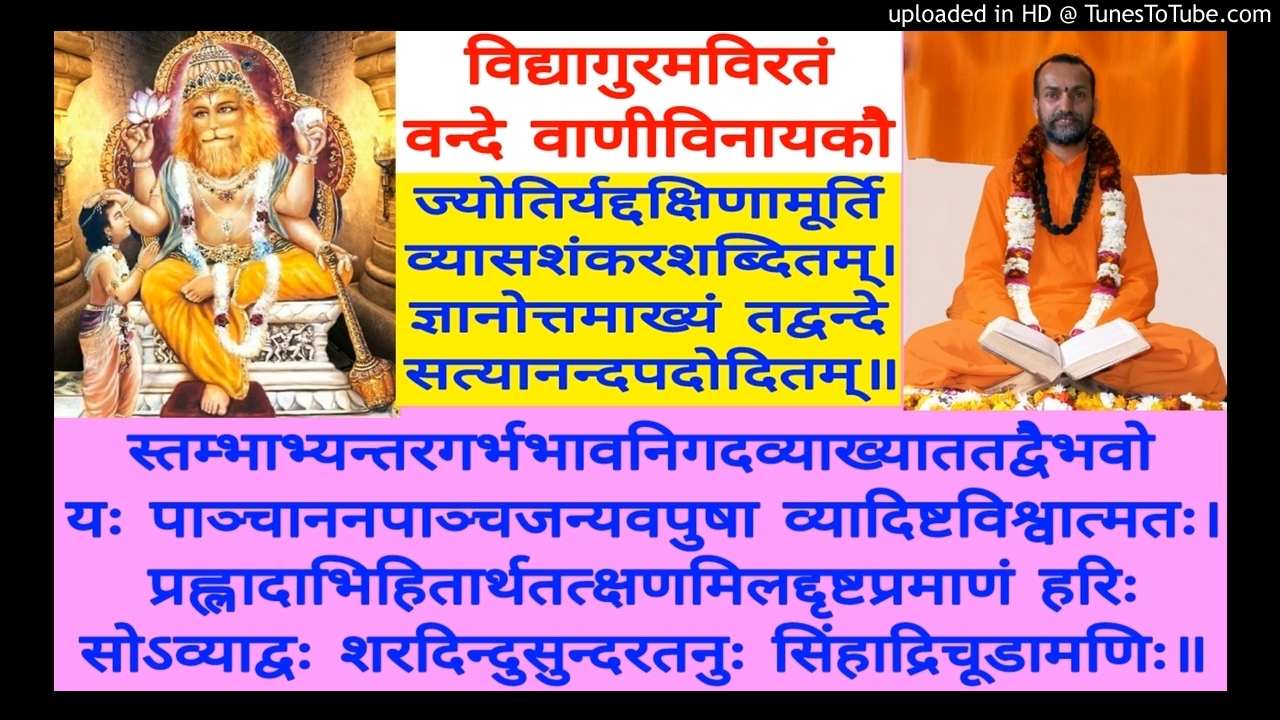 uploaded in HD @ TunesToTube.com
विद्यागुरमविरतं
वन्दे वाणीविनायकौ
ज्योतिर्यद्दक्षिणामूर्ति
व्यासशंकरशब्दितम्।
ज्ञानोत्तमाख्यं तद्वन्दे
सत्यानन्दपदोदितम्॥
स्तम्भाभ्यन्तरगर्भभावनिगदव्याख्याततद्वैभवो
यः पाञ्चाननपाञ्चजन्यवपुषा व्यादिष्टविश्वात्मतः।
प्रह्लादाभिहितार्थतत्क्षणमिलद्दृष्टप्रमाणं हरिः
सोऽव्याद्वः शरदिन्दुसुन्दरतनुः सिंहाद्रिचूडामणिः॥